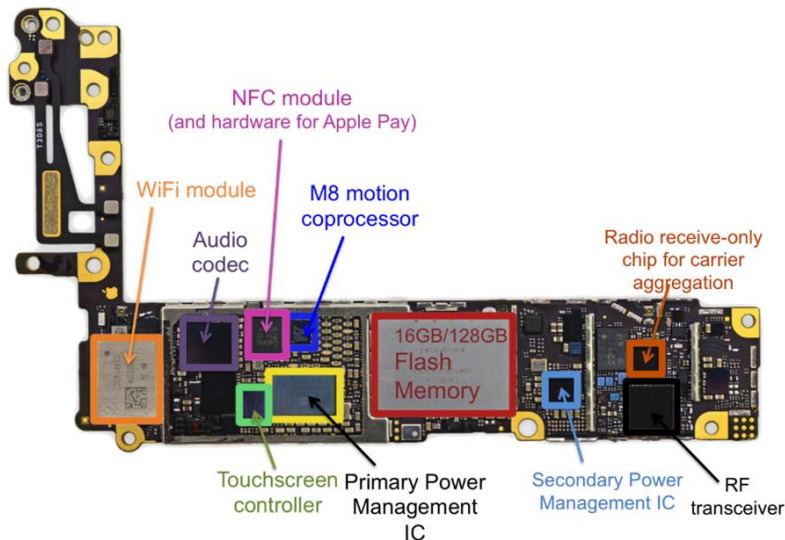 NFC module
(and hardware for Apple Pay)
WiFi module
M8 motion
coprocessor
Audio
codec
Radio receive-only
chip for carrier
aggregation
16GB/128GB
Flash
Memory
Touchscreen
controller
Primary Power
Management
IC
Secondary Power
Management IC
RF
transceiver